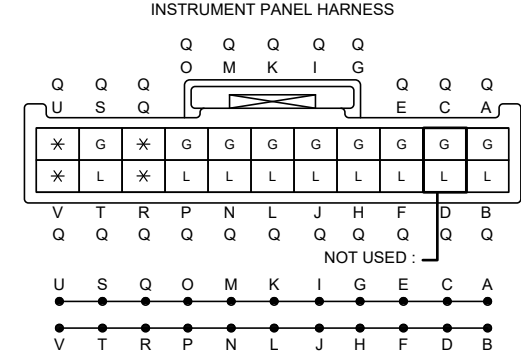 INSTRUMENT PANEL HARNESS
Q Q Q Q Q
O M K I G
Q Q Q Q Q Q
U S Q E C A
* G * G G G G G G G G
* L * L L L L L L L L
V T R P N L J H F D B
Q Q Q Q Q Q Q Q Q Q Q
NOT USED :
U S Q O M K I G E C A
V T R P N L J H F D B